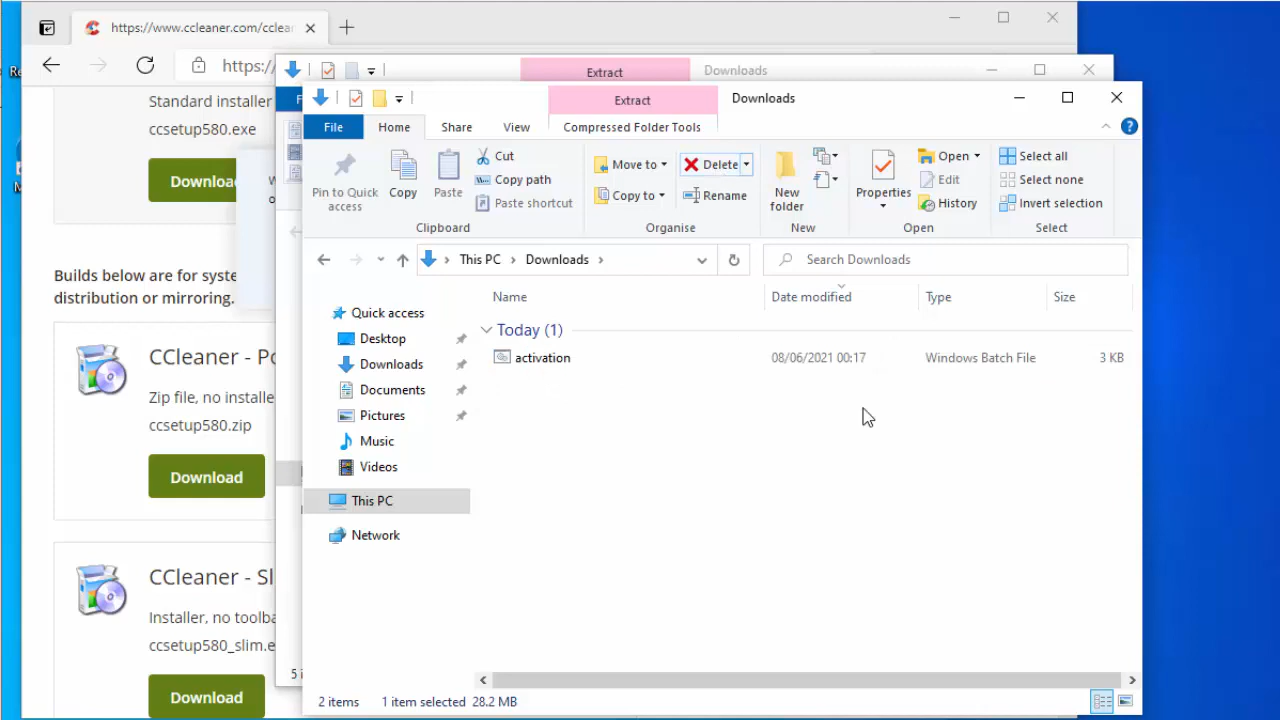 https://www.ccleaner.com/cclear
https:/
Standard installer
ccsetup580.exe
Download
Builds below are for syste
distribution or mirroring.
CCleaner - Po
Zip file, no installe
ccsetup580.zip
Download
CCleaner - Sl
Installer, no toolba
ccsetup580_slim.e
Download
Extract
Downloads
5 i
Extract
Downloads
File
Home
Share
View
Compressed Folder Tools
Pin to Quick
access
Copy
Paste
Cut
Copy path
Paste shortcut
Clipboard
Move to
Copy to
Delete
Rename
Organise
New
folder
New
Properties
Open
Edit
History
Open
Select all
Select none
Invert selection
Select
This PC
Downloads
Search Downloads
Name
Date modified
Type
Size
Today (1)
activation
08/06/2021 00:17
Windows Batch File
3 KB
Quick access
Desktop
Downloads
Documents
Pictures
Music
Videos
This PC
Network
2 items
1 item selected 28.2 MB